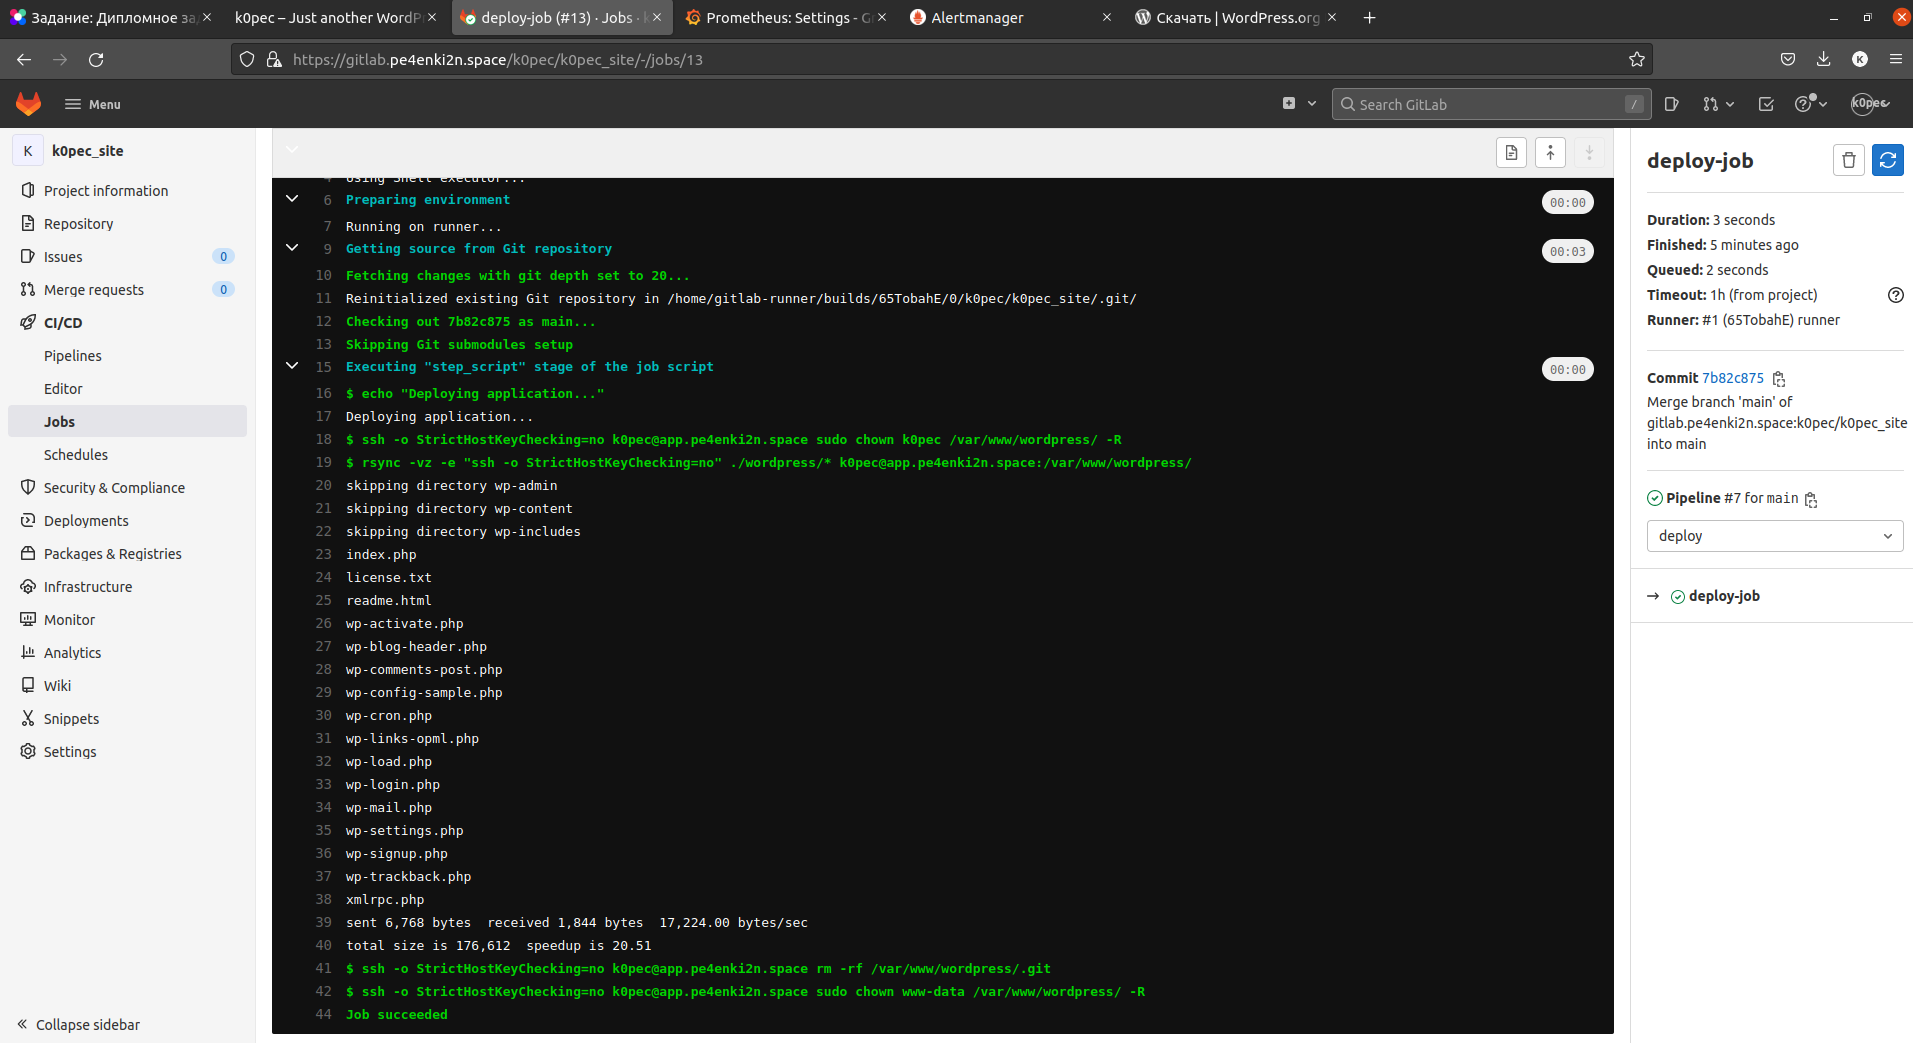 Задание: Дипломное за
k0pec – Just another WordP
deploy-job (#13) · Jobs ·
Prometheus: Settings - G
Alertmanager
Скачать | WordPress.org
https://gitlab.pe4enki2n.space/k0pec/k0pec_site/-/jobs/13
K
Menu
Search GitLab
/
k0pec
K
k0pec_site
Project information
Repository
Issues
0
Merge requests
0
CI/CD
Pipelines
Editor
Jobs
Schedules
Security & Compliance
Deployments
Packages & Registries
Infrastructure
Monitor
Analytics
Wiki
Snippets
Settings
Collapse sidebar
4 Using Shell executor...
6 Preparing environment
00:00
7 Running on runner...
9 Getting source from Git repository
00:03
10 Fetching changes with git depth set to 20...
11 Reinitialized existing Git repository in /home/gitlab-runner/builds/65TobahE/0/k0pec/k0pec_site/.git/
12 Checking out 7b82c875 as main...
13 Skipping Git submodules setup
15 Executing "step_script" stage of the job script
00:00
16 $ echo "Deploying application..."
17 Deploying application...
18 $ ssh -o StrictHostKeyChecking=no k0pec@app.pe4enki2n.space sudo chown k0pec /var/www/wordpress/ -R
19 $ rsync -vz -e "ssh -o StrictHostKeyChecking=no" ./wordpress/* k0pec@app.pe4enki2n.space:/var/www/wordpress/
20 skipping directory wp-admin
21 skipping directory wp-content
22 skipping directory wp-includes
23 index.php
24 license.txt
25 readme.html
26 wp-activate.php
27 wp-blog-header.php
28 wp-comments-post.php
29 wp-config-sample.php
30 wp-cron.php
31 wp-links-opml.php
32 wp-load.php
33 wp-login.php
34 wp-mail.php
35 wp-settings.php
36 wp-signup.php
37 wp-trackback.php
38 xmlrpc.php
39 sent 6,768 bytes  received 1,844 bytes  17,224.00 bytes/sec
40 total size is 176,612  speedup is 20.51
41 $ ssh -o StrictHostKeyChecking=no k0pec@app.pe4enki2n.space rm -rf /var/www/wordpress/.git
42 $ ssh -o StrictHostKeyChecking=no k0pec@app.pe4enki2n.space sudo chown www-data /var/www/wordpress/ -R
44 Job succeeded
deploy-job
Duration: 3 seconds
Finished: 5 minutes ago
Queued: 2 seconds
Timeout: 1h (from project)
Runner: #1 (65TobahE) runner
Commit 7b82c875
Merge branch 'main' of
gitlab.pe4enki2n.space:k0pec/k0pec_site
into main
Pipeline #7 for main
deploy
deploy-job